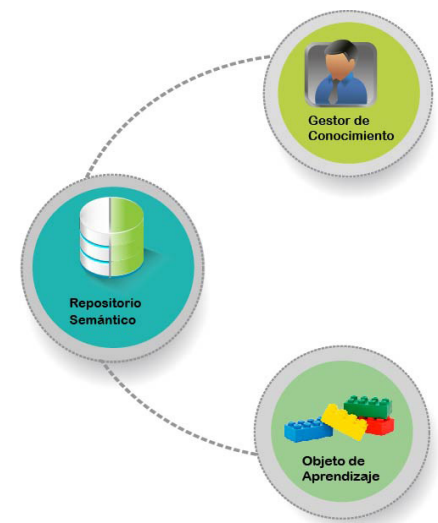 Gestor de
Conocimiento
Repositorio
Semántico
Objeto de
Aprendizaje